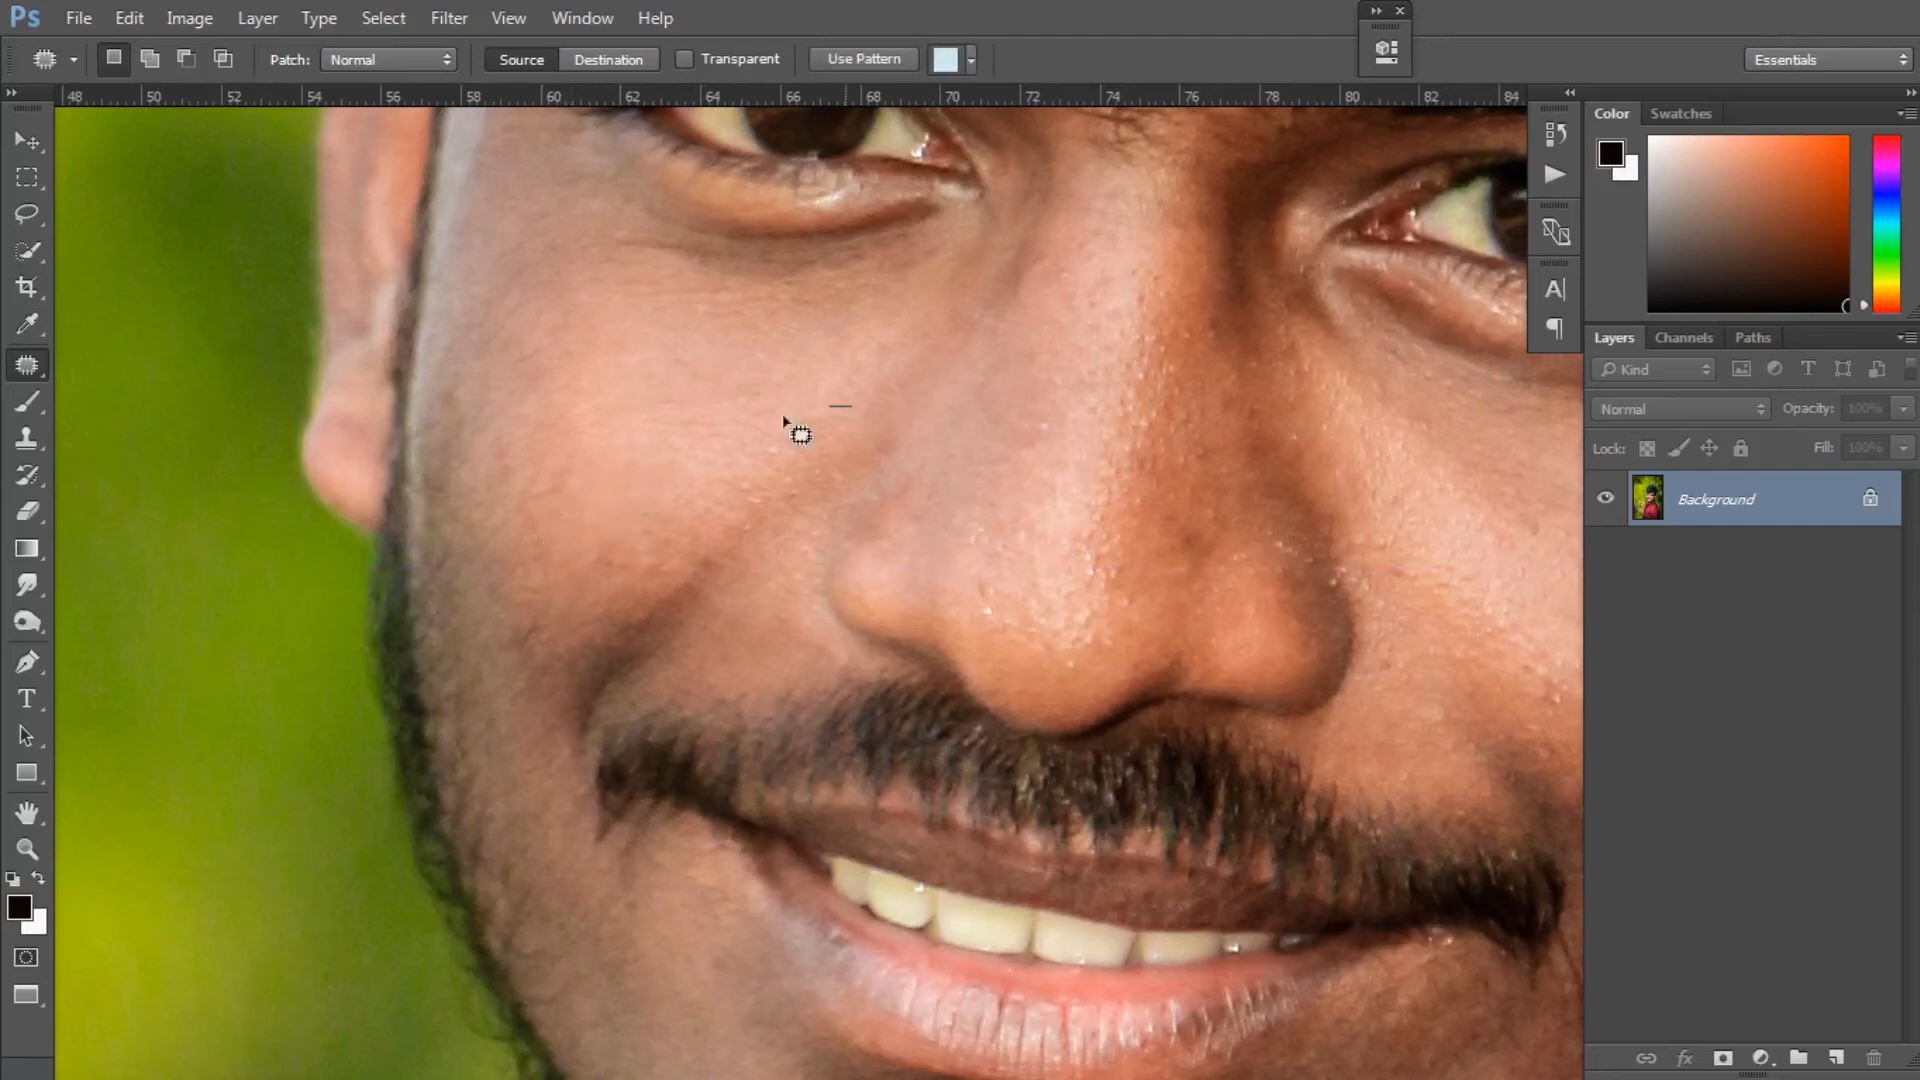 Ps File Edit Image Layer Type Select Filter View Window Help
Patch: Normal Source Destination Transparent Use Pattern Essentials
48 50 52 54 56 58 60 62 64 66 68 70 72 74 76 78 80 82 84
Color Swatches
Layers Channels Paths
Kind
Normal Opacity: 100%
Lock: Fill: 100%
Background